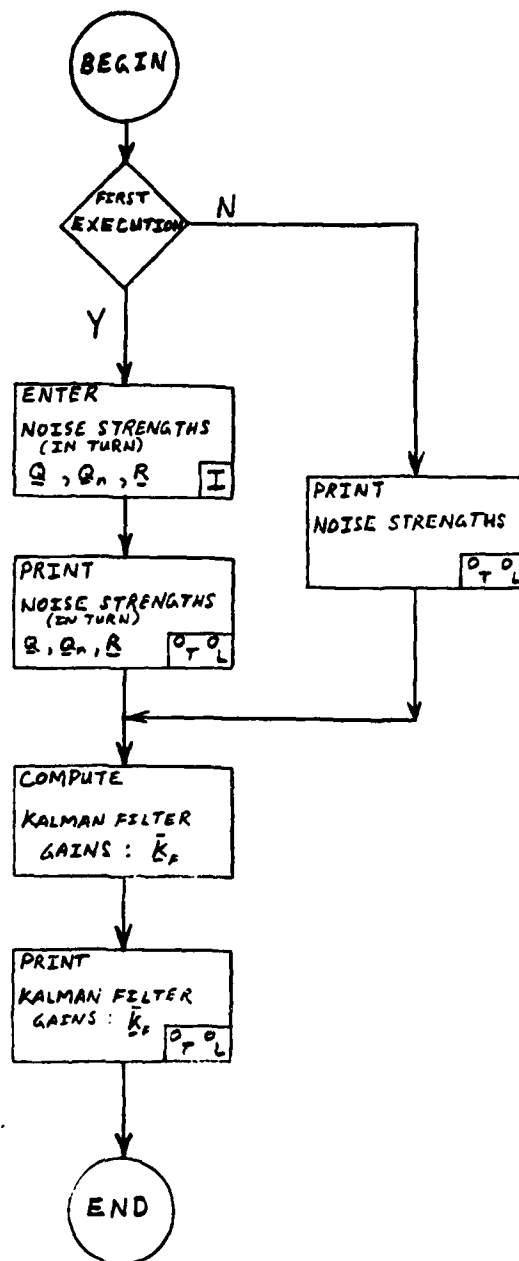 BEGIN
FIRST
EXECUTION
N
Y
ENTER
NOISE STRENGTHS
(IN TURN)
Q, Qn, R
I
PRINT
NOISE STRENGTHS
(IN TURN)
Q, Qn, R
OT OL
PRINT
NOISE STRENGTHS
OT OL
COMPUTE
KALMAN FILTER
GAINS: K̄F
PRINT
KALMAN FILTER
GAINS: K̄F
OT OL
END